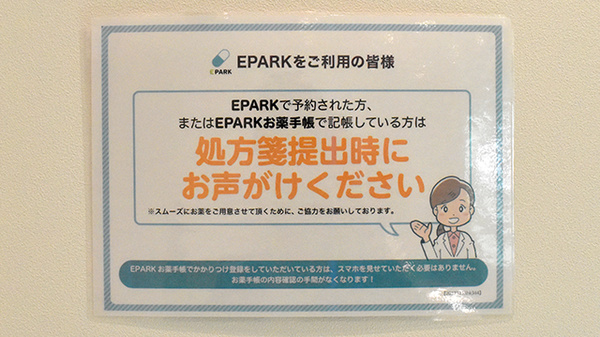 EPARK
EPARKをご利用の皆様
EPARKで予約された方、
またはEPARKお薬手帳で記帳している方は
処方箋提出時に
お声がけください
※スムーズにお薬をご用意させて頂くために、ご協力をお願いしております。
EPARKお薬手帳でかかりつけ登録をしていただいている方は、スマホを見せていただく必要はありません。
お薬手帳の内容確認の手間がなくなります！